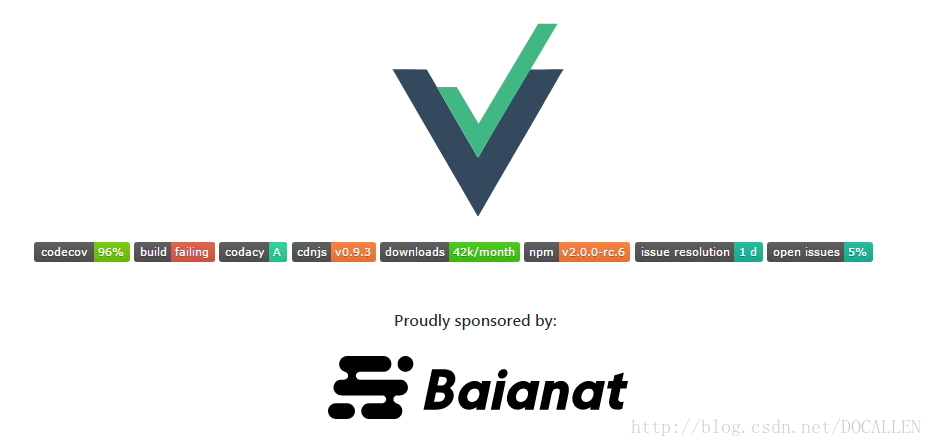 codecov 96% build failing codacy A cdnjs v0.9.3 downloads 42k/month npm v2.0.0-rc.6 issue resolution 1 d open issues 5%
Proudly sponsored by:
Baianat
http://blog.csdn.net/DOCALLEN